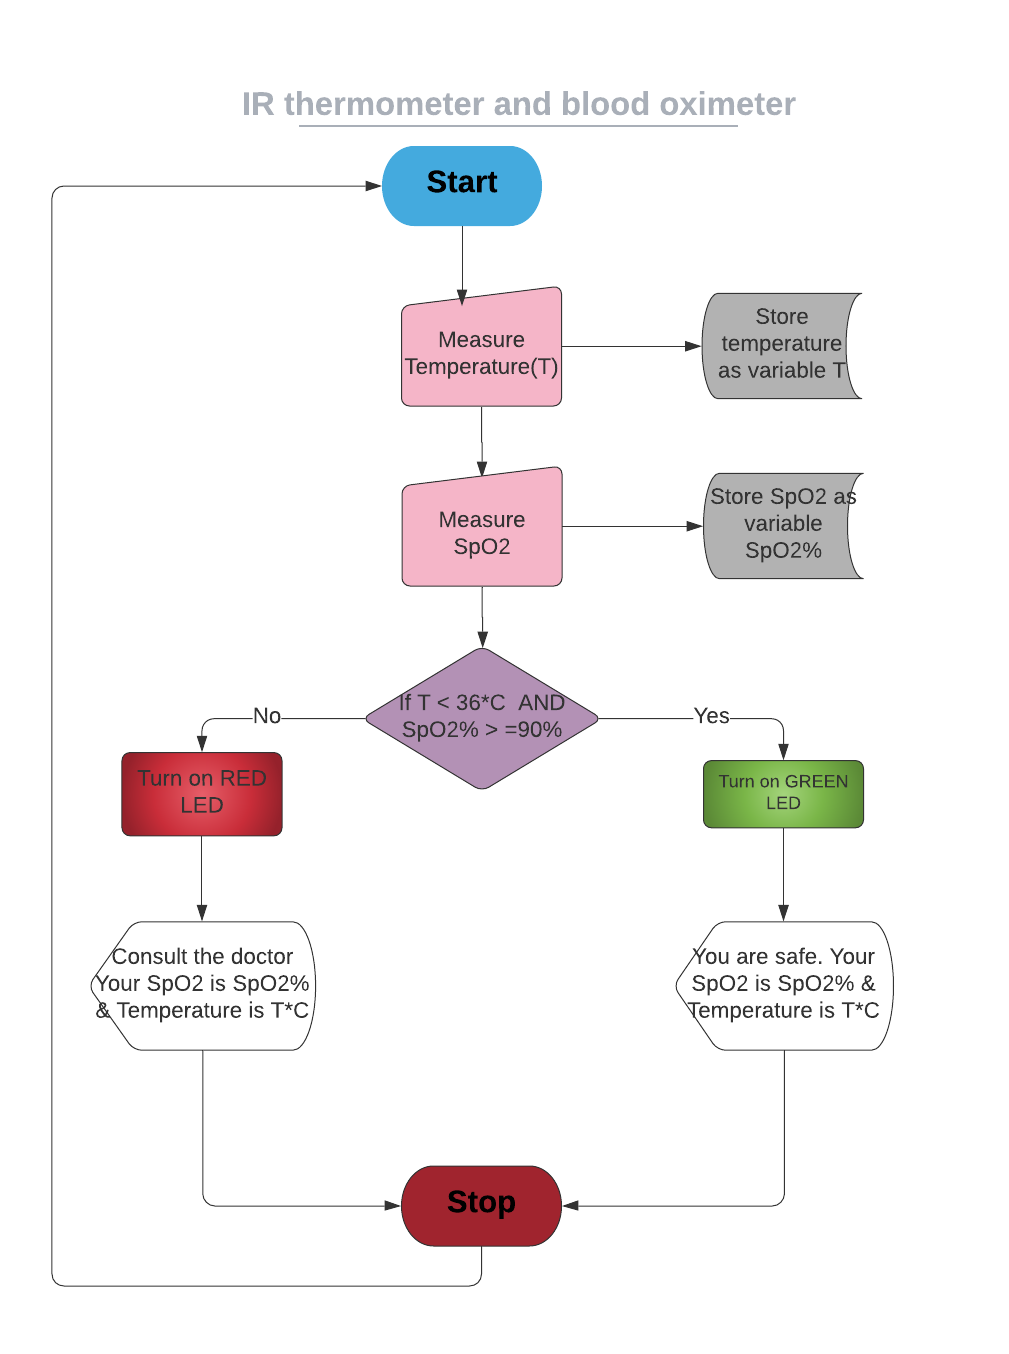 IR thermometer and blood oximeter
Start
Measure
Temperature(T)
Store
temperature
as variable T
Measure
SpO2
Store SpO2 as
variable
SpO2%
If T < 36*C  AND
SpO2% > =90%
No
Yes
Turn on RED
LED
Turn on GREEN
LED
Consult the doctor
Your SpO2 is SpO2%
& Temperature is T*C
You are safe. Your
SpO2 is SpO2% &
Temperature is T*C
Stop